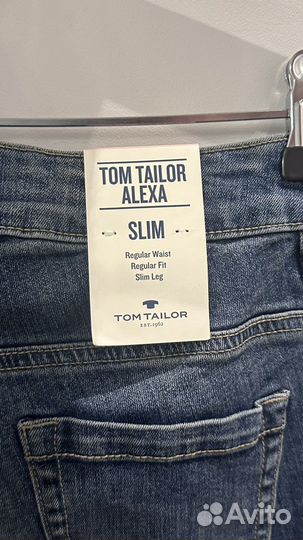 TOM TAILOR
ALEXA
SLIM
Regular Waist
Regular Fit
Slim Leg
TOM TAILOR
EST. 1962
Avito